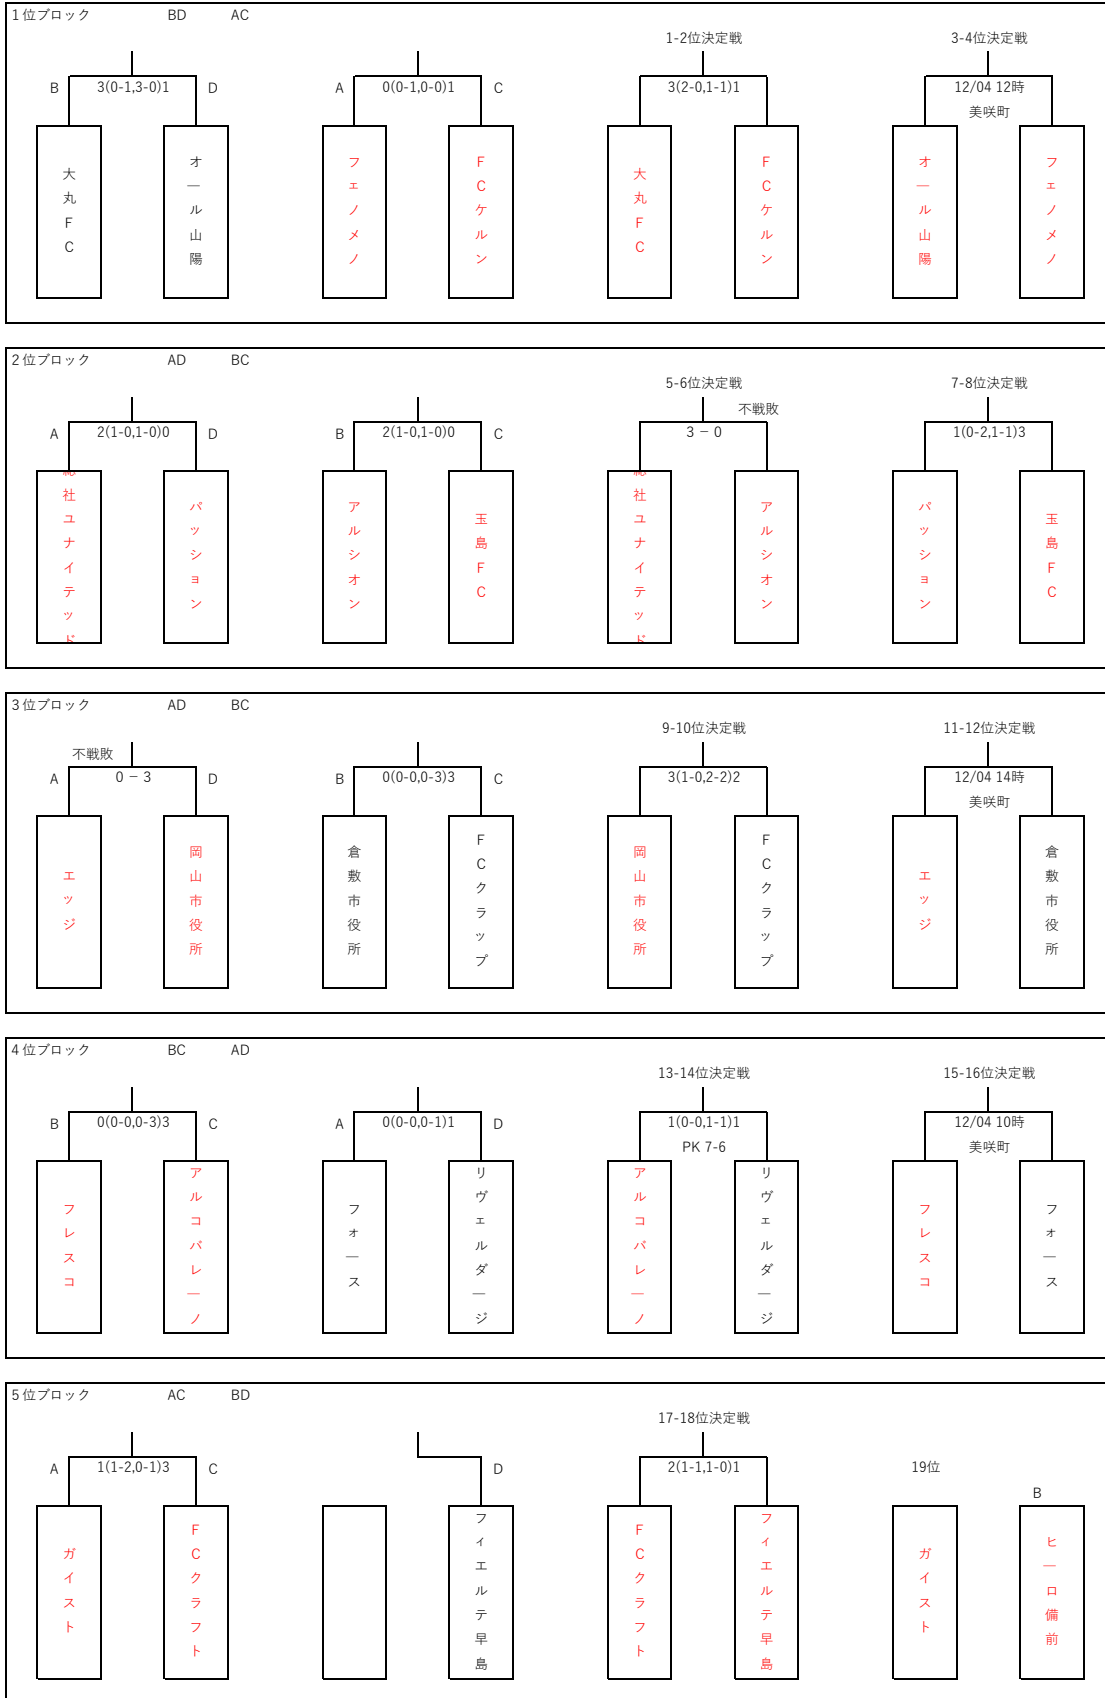 1位ブロック BD AC
1-2位決定戦 3-4位決定戦
B 3(0-1,3-0)1 D A 0(0-1,0-0)1 C 3(2-0,1-1)1 12/04 12時
美咲町
大丸FC
オール山陽
フェノメノ
FCケルン
大丸FC
FCケルン
オール山陽
フェノメノ
2位ブロック AD BC
5-6位決定戦 7-8位決定戦
不戦敗
A 2(1-0,1-0)0 D B 2(1-0,1-0)0 C 3 − 0 1(0-2,1-1)3
総社ユナイテッド
パッション
アルシオン
玉島FC
総社ユナイテッド
アルシオン
パッション
玉島FC
3位ブロック AD BC
9-10位決定戦 11-12位決定戦
不戦敗
A 0 − 3 D B 0(0-0,0-3)3 C 3(1-0,2-2)2 12/04 14時
美咲町
エッジ
岡山市役所
倉敷市役所
FCクラップ
岡山市役所
FCクラップ
エッジ
倉敷市役所
4位ブロック BC AD
13-14位決定戦 15-16位決定戦
B 0(0-0,0-3)3 C A 0(0-0,0-1)1 D 1(0-0,1-1)1 12/04 10時
PK 7-6 美咲町
フレスコ
アルコバレーノ
フォース
リヴェルダージ
アルコバレーノ
リヴェルダージ
フレスコ
フォース
5位ブロック AC BD
17-18位決定戦
A 1(1-2,0-1)3 C D 2(1-1,1-0)1 19位
B
ガイスト
FCクラフト
フィエルテ早島
FCクラフト
フィエルテ早島
ガイスト
ヒーロ備前